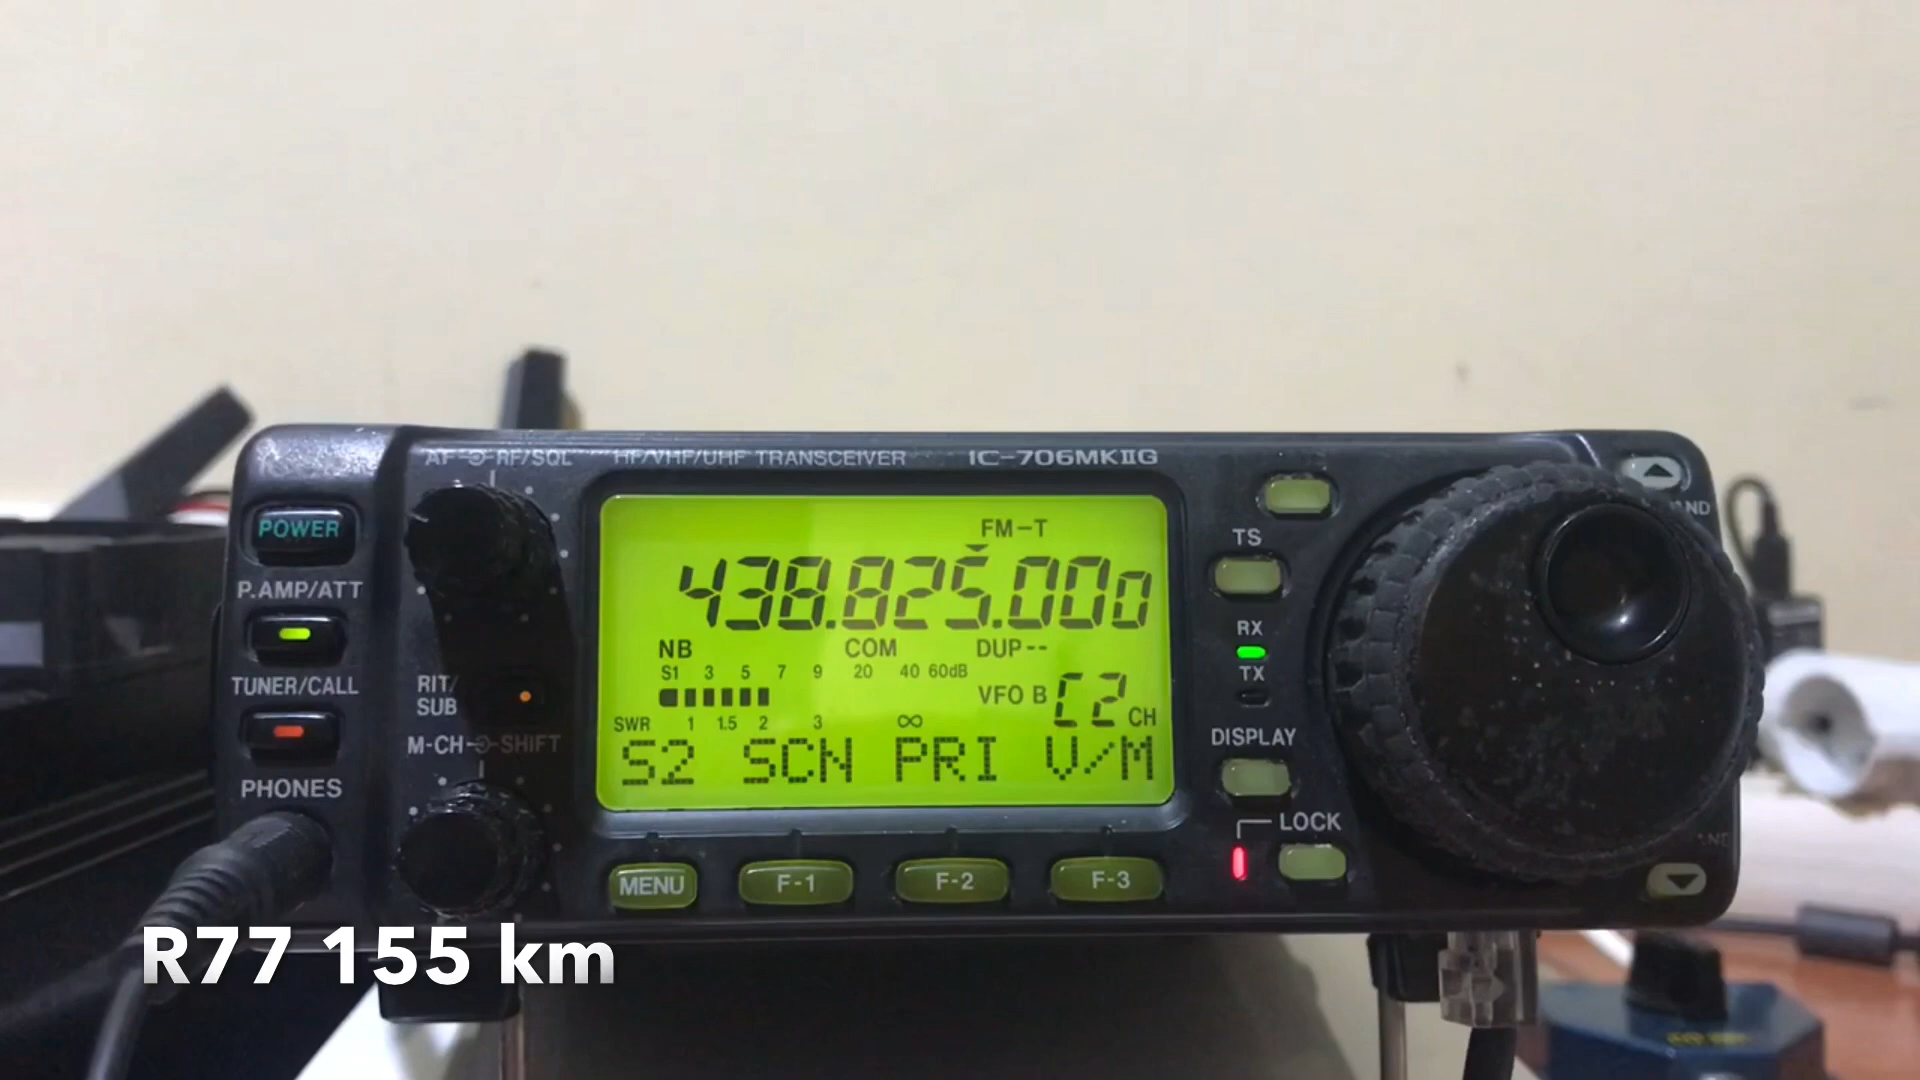 AF RF/SQL HF/VHF/UHF TRANSCEIVER IC-706MKIIG
POWER
P.AMP/ATT
TUNER/CALL
PHONES
RIT/
SUB
M-CH SHIFT
FM-T
438.825.000
NB COM DUP--
S1 3 5 7 9 20 40 60dB
VFO B C2 CH
SWR 1 1.5 2 3 ∞
S2 SCN PRI V/M
MENU F-1 F-2 F-3
TS
RX
TX
DISPLAY
LOCK
R77 155 km